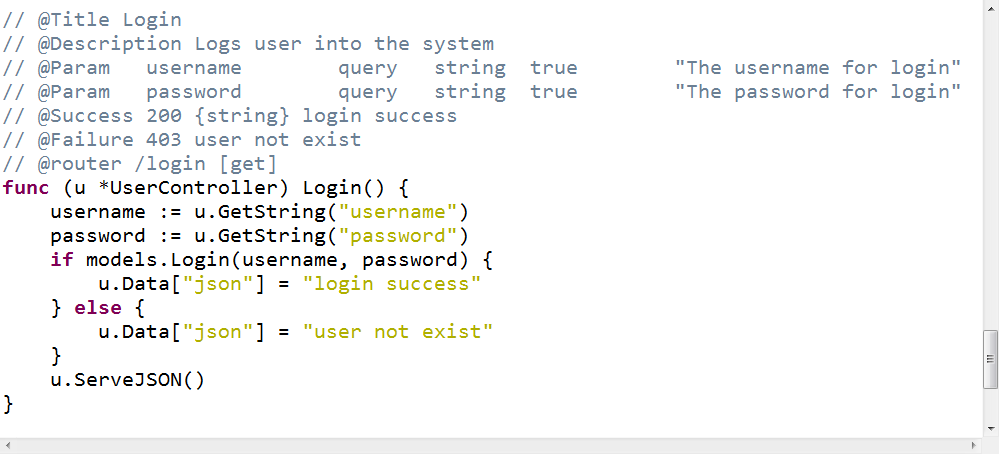 // @Title Login
// @Description Logs user into the system
// @Param   username        query   string  true        "The username for login"
// @Param   password        query   string  true        "The password for login"
// @Success 200 {string} login success
// @Failure 403 user not exist
// @router /login [get]
func (u *UserController) Login() {
    username := u.GetString("username")
    password := u.GetString("password")
    if models.Login(username, password) {
        u.Data["json"] = "login success"
    } else {
        u.Data["json"] = "user not exist"
    }
    u.ServeJSON()
}